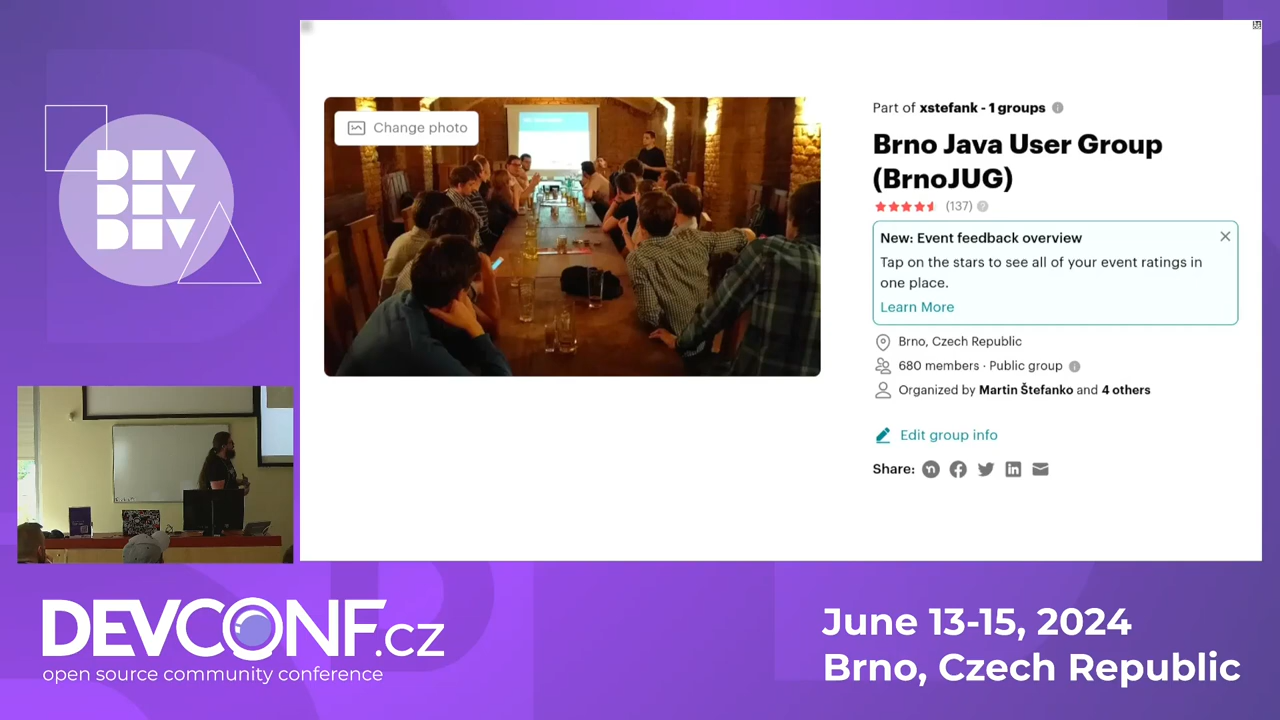 DEV
DEV
DEV
Change photo
Part of xstefank - 1 groups
Brno Java User Group
(BrnoJUG)
(137)
New: Event feedback overview
Tap on the stars to see all of your event ratings in
one place.
Learn More
Brno, Czech Republic
680 members · Public group
Organized by Martin Štefanko and 4 others
Edit group info
Share:
DEVCONF.cz
open source community conference
June 13-15, 2024
Brno, Czech Republic